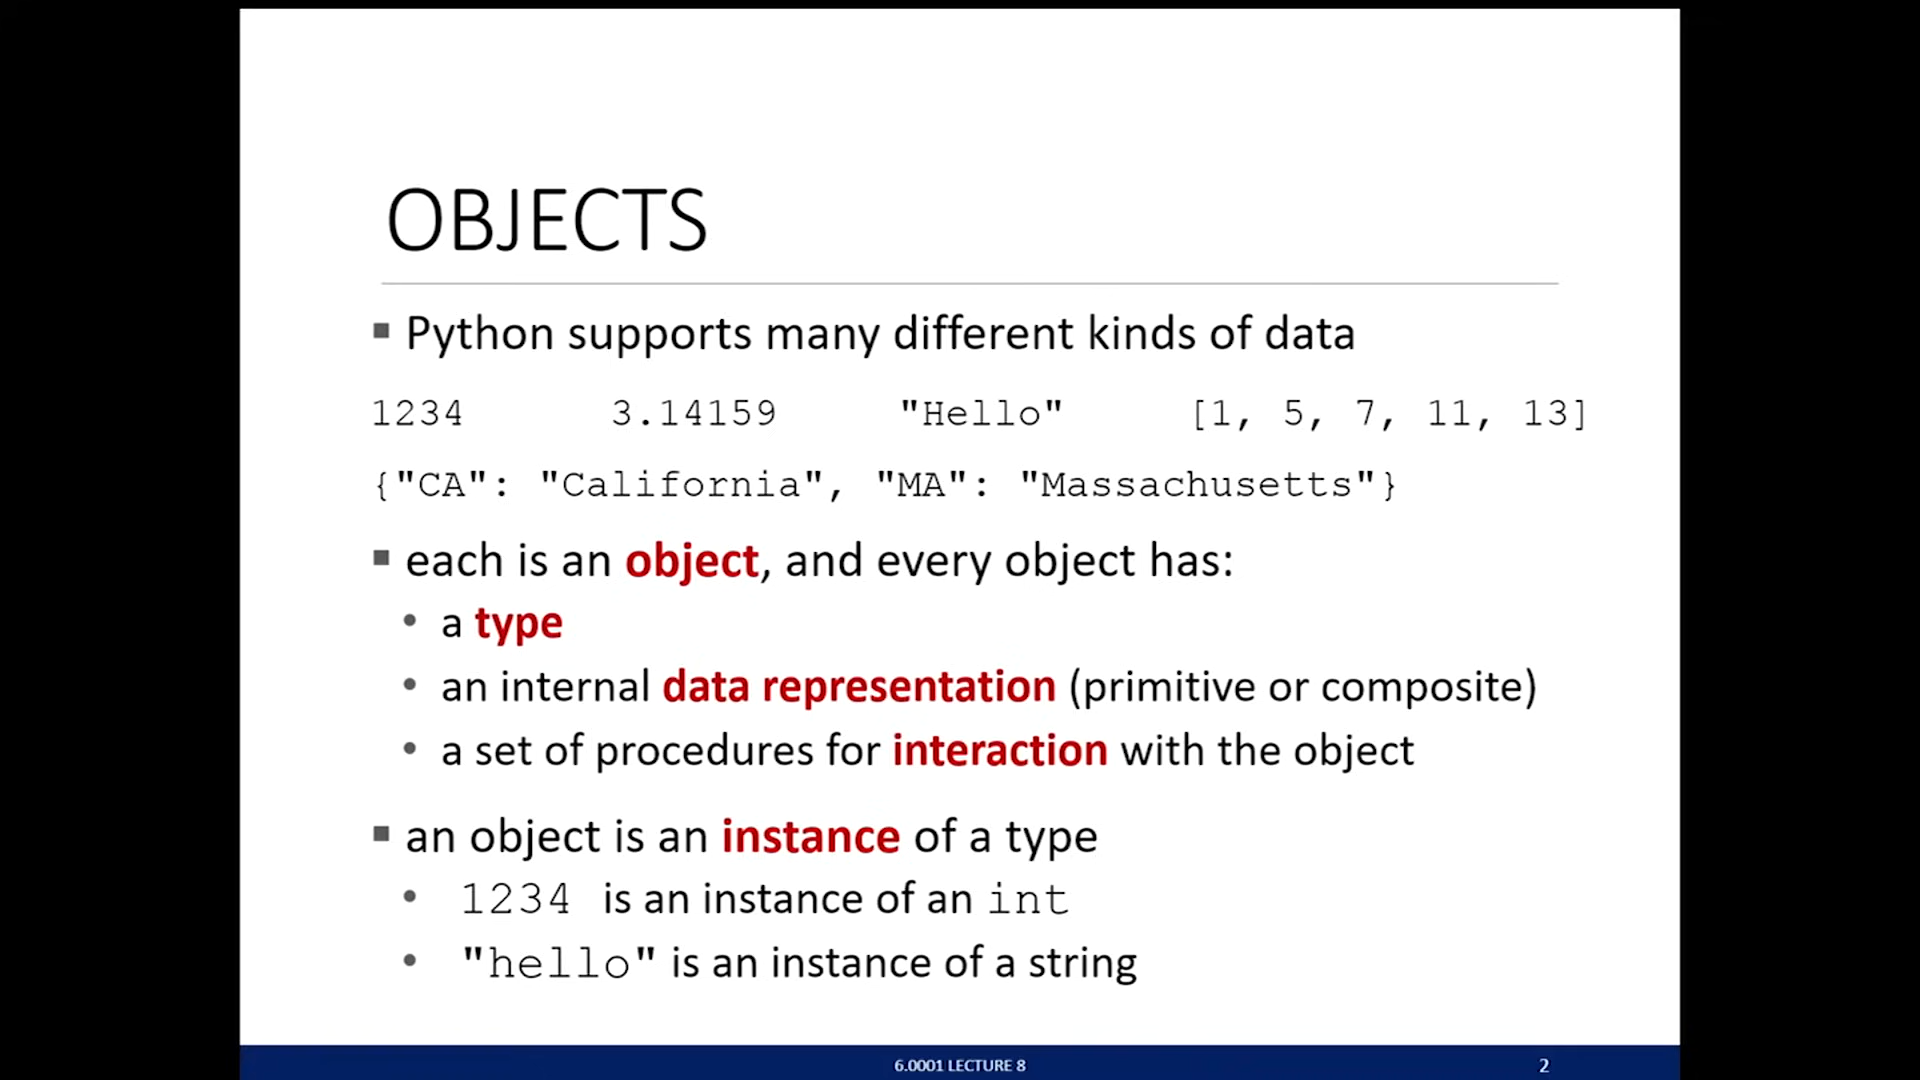 OBJECTS
▪ Python supports many different kinds of data
1234 3.14159 "Hello" [1, 5, 7, 11, 13]
{"CA": "California", "MA": "Massachusetts"}
▪ each is an object, and every object has:
• a type
• an internal data representation (primitive or composite)
• a set of procedures for interaction with the object
▪ an object is an instance of a type
• 1234 is an instance of an int
• "hello" is an instance of a string
6.0001 LECTURE 8 2